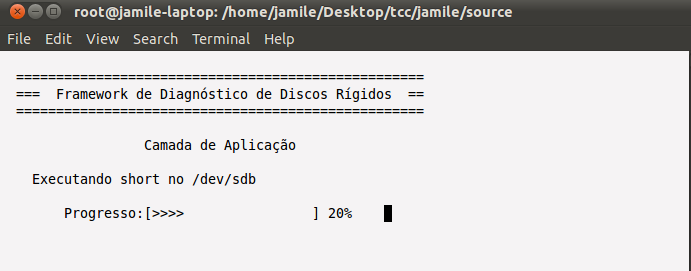 root@jamile-laptop: /home/jamile/Desktop/tcc/jamile/source
File Edit View Search Terminal Help
===================================================
===  Framework de Diagnóstico de Discos Rígidos  ==
===================================================
Camada de Aplicação
Executando short no /dev/sdb
Progresso:[>>>>                ] 20%